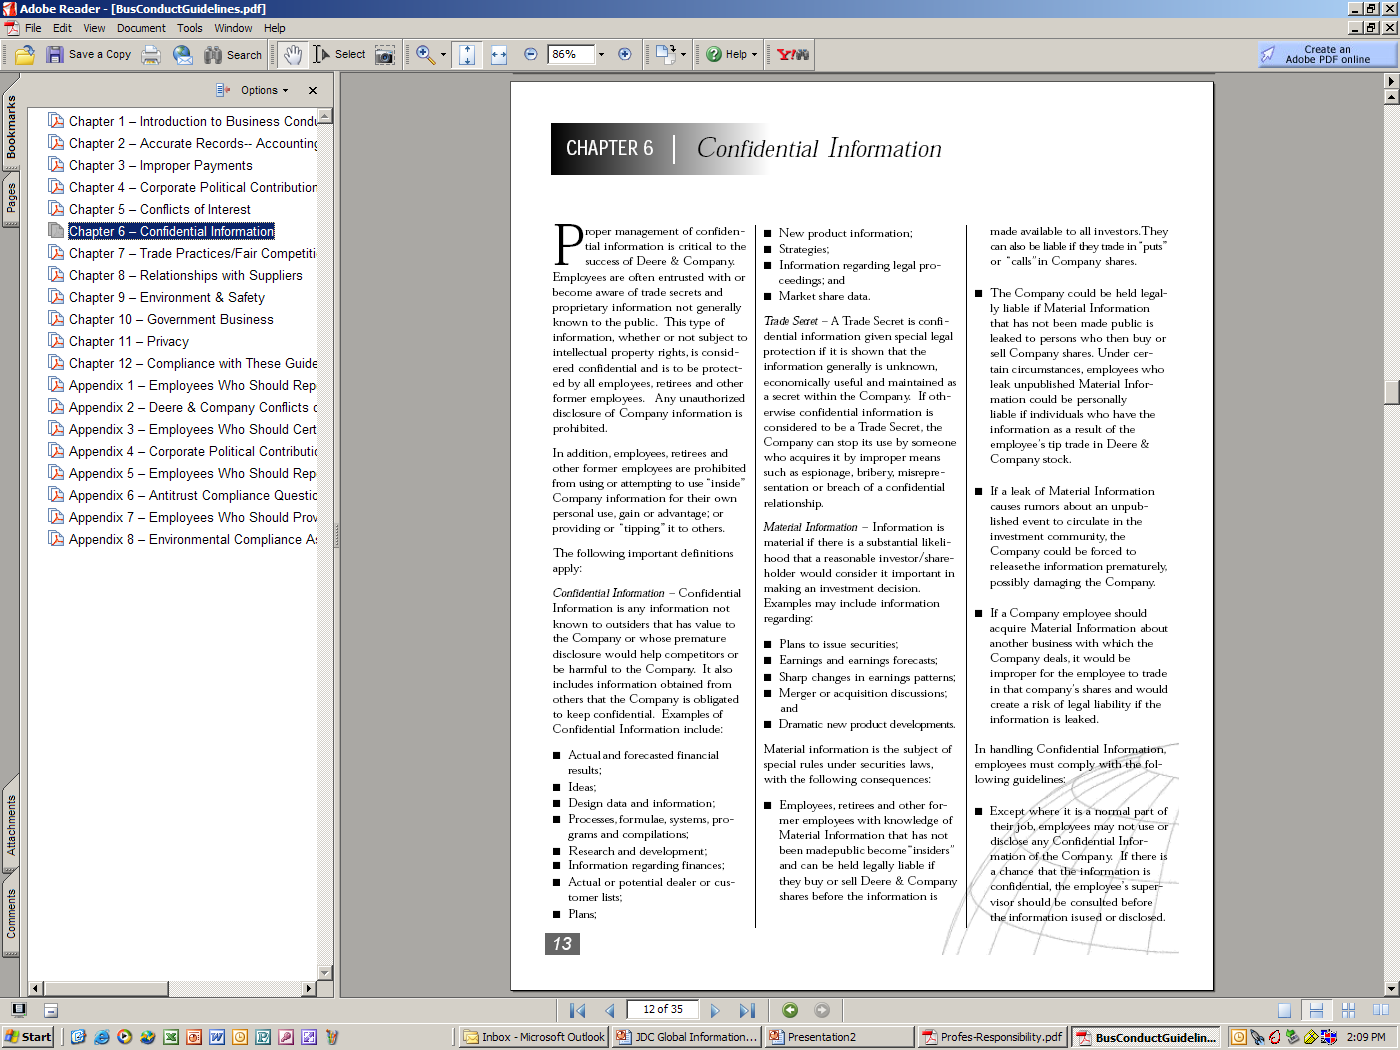 Adobe Reader - [BusConductGuidelines.pdf]
File Edit View Document Tools Window Help
Save a Copy Search Select 86% Help Y! Create an
Adobe PDF online
Options
Bookmarks
Pages
Attachments
Comments
Chapter 1 – Introduction to Business Condu
Chapter 2 – Accurate Records-- Accounting
Chapter 3 – Improper Payments
Chapter 4 – Corporate Political Contribution
Chapter 5 – Conflicts of Interest
Chapter 6 – Confidential Information
Chapter 7 – Trade Practices/Fair Competiti
Chapter 8 – Relationships with Suppliers
Chapter 9 – Environment & Safety
Chapter 10 – Government Business
Chapter 11 – Privacy
Chapter 12 – Compliance with These Guide
Appendix 1 – Employees Who Should Rep
Appendix 2 – Deere & Company Conflicts o
Appendix 3 – Employees Who Should Cert
Appendix 4 – Corporate Political Contributio
Appendix 5 – Employees Who Should Rep
Appendix 6 – Antitrust Compliance Questio
Appendix 7 – Employees Who Should Prov
Appendix 8 – Environmental Compliance As
CHAPTER 6 | Confidential Information
Proper management of confiden-
tial information is critical to the
success of Deere & Company.
Employees are often entrusted with or
become aware of trade secrets and
proprietary information not generally
known to the public. This type of
information, whether or not subject to
intellectual property rights, is consid-
ered confidential and is to be protect-
ed by all employees, retirees and other
former employees. Any unauthorized
disclosure of Company information is
prohibited.
In addition, employees, retirees and
other former employees are prohibited
from using or attempting to use "inside"
Company information for their own
personal use, gain or advantage; or
providing or "tipping" it to others.
The following important definitions
apply:
Confidential Information – Confidential
Information is any information not
known to outsiders that has value to
the Company or whose premature
disclosure would help competitors or
be harmful to the Company. It also
includes information obtained from
others that the Company is obligated
to keep confidential. Examples of
Confidential Information include:
■ Actual and forecasted financial
results;
■ Ideas;
■ Design data and information;
■ Processes, formulae, systems, pro-
grams and compilations;
■ Research and development;
■ Information regarding finances;
■ Actual or potential dealer or cus-
tomer lists;
■ Plans;
■ New product information;
■ Strategies;
■ Information regarding legal pro-
ceedings; and
■ Market share data.
Trade Secret – A Trade Secret is confi-
dential information given special legal
protection if it is shown that the
information generally is unknown,
economically useful and maintained as
a secret within the Company. If oth-
erwise confidential information is
considered to be a Trade Secret, the
Company can stop its use by someone
who acquires it by improper means
such as espionage, bribery, misrepre-
sentation or breach of a confidential
relationship.
Material Information – Information is
material if there is a substantial likeli-
hood that a reasonable investor/share-
holder would consider it important in
making an investment decision.
Examples may include information
regarding:
■ Plans to issue securities;
■ Earnings and earnings forecasts;
■ Sharp changes in earnings patterns;
■ Merger or acquisition discussions;
and
■ Dramatic new product developments.
Material information is the subject of
special rules under securities laws,
with the following consequences:
■ Employees, retirees and other for-
mer employees with knowledge of
Material Information that has not
been madepublic become "insiders"
and can be held legally liable if
they buy or sell Deere & Company
shares before the information is
made available to all investors.They
can also be liable if they trade in "puts"
or "calls" in Company shares.
■ The Company could be held legal-
ly liable if Material Information
that has not been made public is
leaked to persons who then buy or
sell Company shares. Under cer-
tain circumstances, employees who
leak unpublished Material Infor-
mation could be personally
liable if individuals who have the
information as a result of the
employee's tip trade in Deere &
Company stock.
■ If a leak of Material Information
causes rumors about an unpub-
lished event to circulate in the
investment community, the
Company could be forced to
releasethe information prematurely,
possibly damaging the Company.
■ If a Company employee should
acquire Material Information about
another business with which the
Company deals, it would be
improper for the employee to trade
in that company's shares and would
create a risk of legal liability if the
information is leaked.
In handling Confidential Information,
employees must comply with the fol-
lowing guidelines:
■ Except where it is a normal part of
their job, employees may not use or
disclose any Confidential Infor-
mation of the Company. If there is
a chance that the information is
confidential, the employee's super-
visor should be consulted before
the information isused or disclosed.
13
12 of 35
Start Inbox - Microsoft Outlook JDC Global Information... Presentation2 Profes-Responsibility.pdf BusConductGuidelin... 2:09 PM